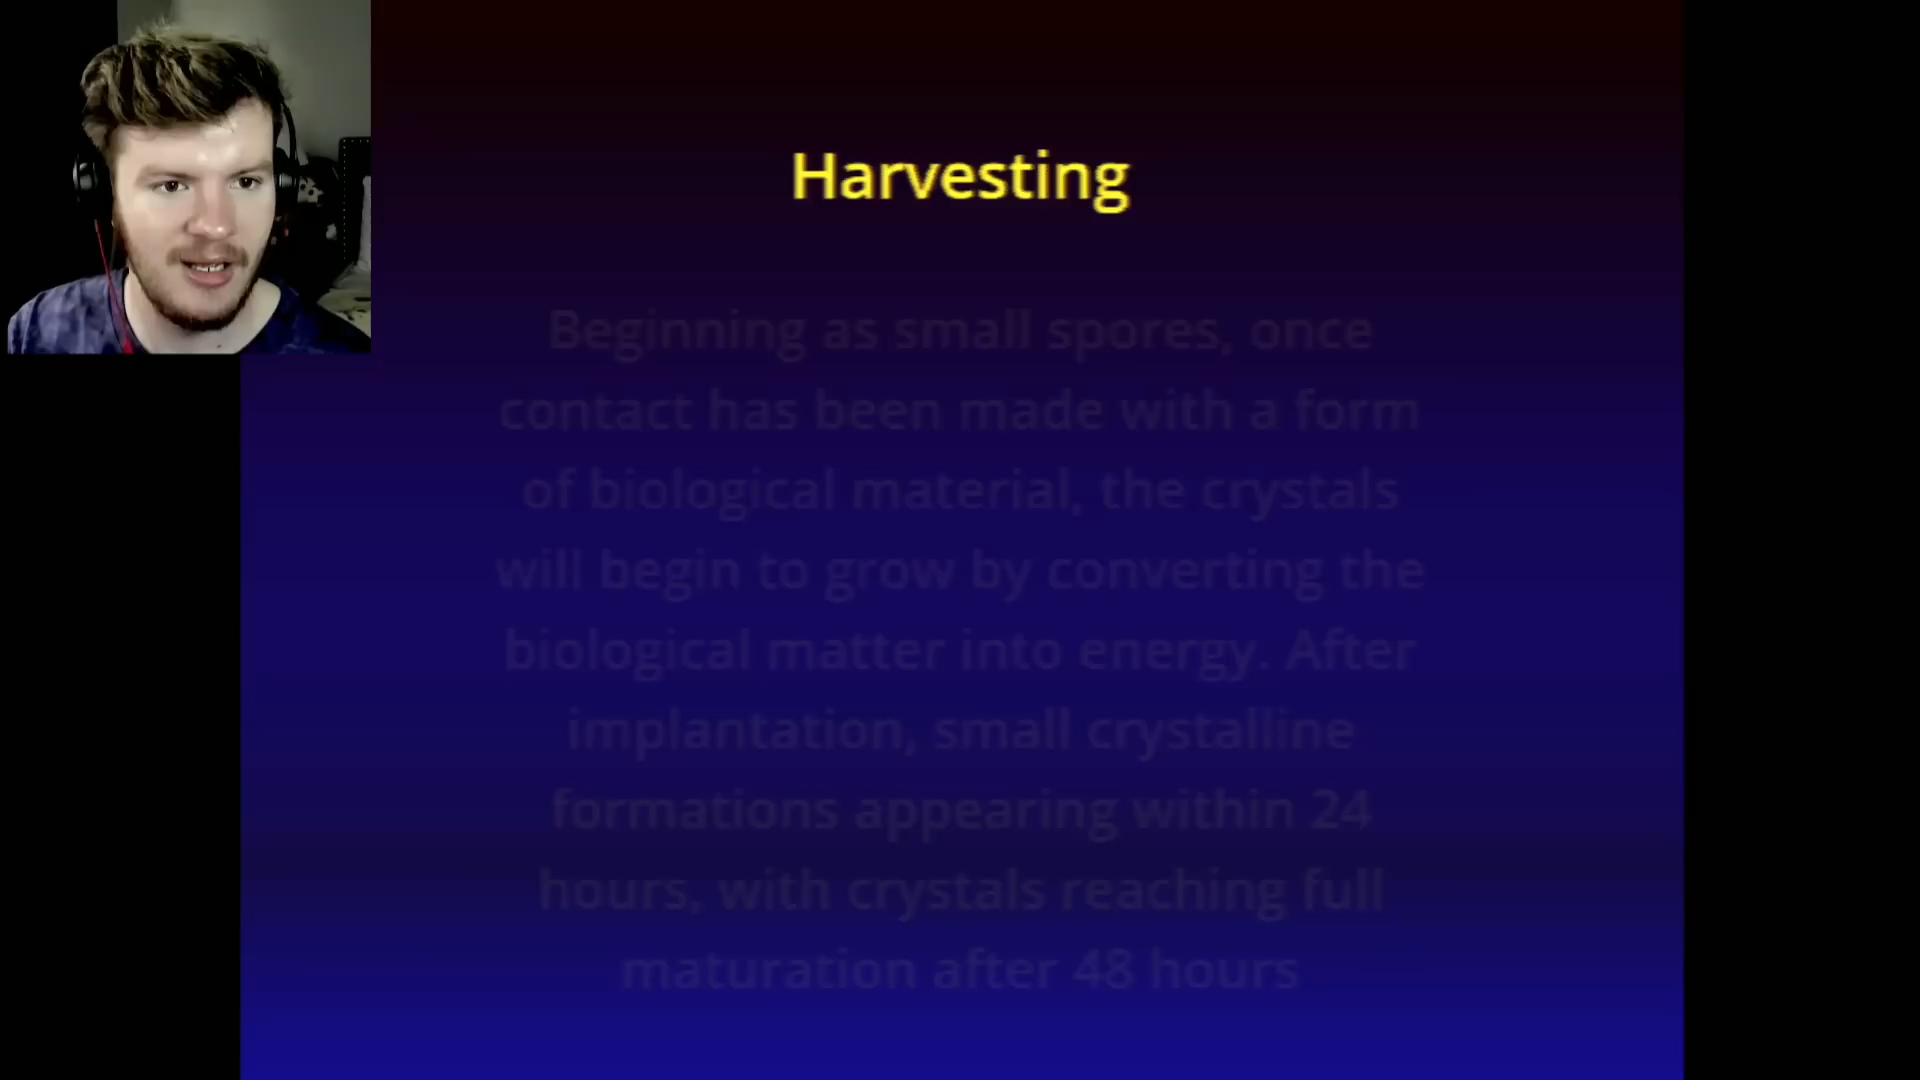 Harvesting
Beginning as small spores, once
contact has been made with a form
of biological material, the crystals
will begin to grow by converting the
biological matter into energy. After
implantation, small crystalline
formations appearing within 24
hours, with crystals reaching full
maturation after 48 hours